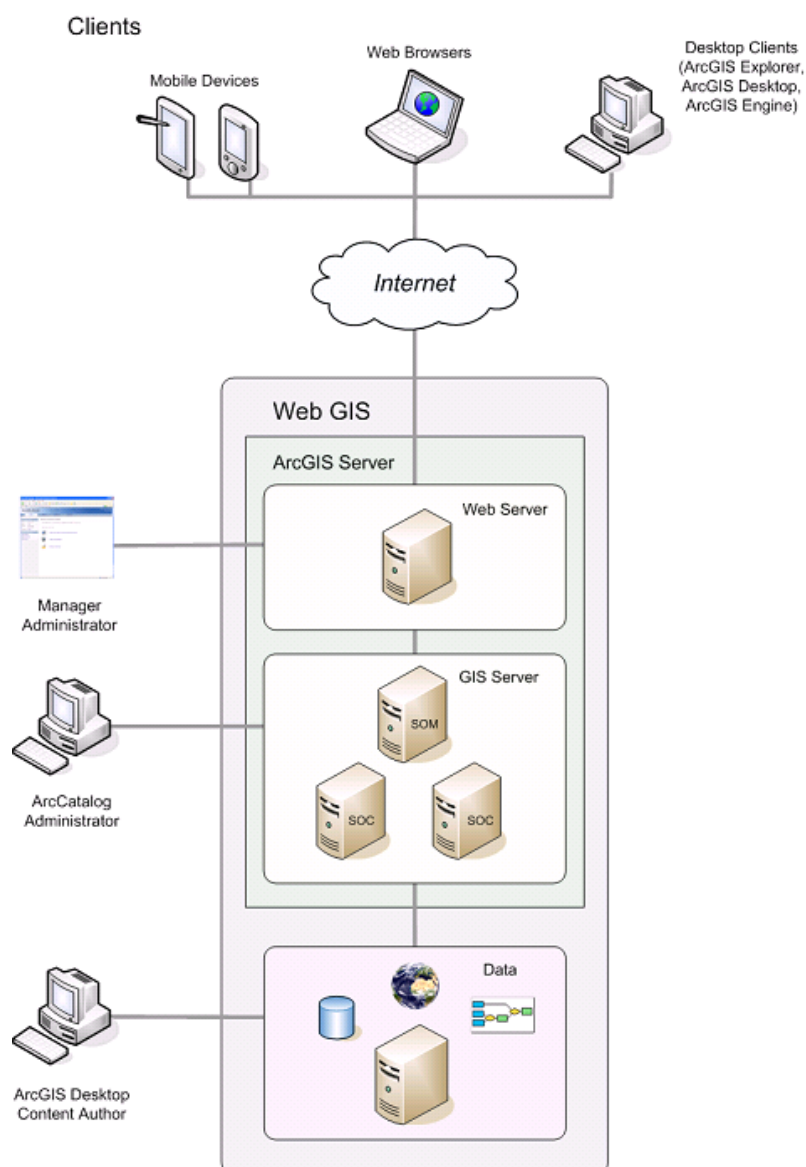 Clients
Mobile Devices
Web Browsers
Desktop Clients
(ArcGIS Explorer,
ArcGIS Desktop,
ArcGIS Engine)
Internet
Web GIS
ArcGIS Server
Web Server
Manager
Administrator
GIS Server
SOM
SOC
SOC
ArcCatalog
Administrator
Data
ArcGIS Desktop
Content Author